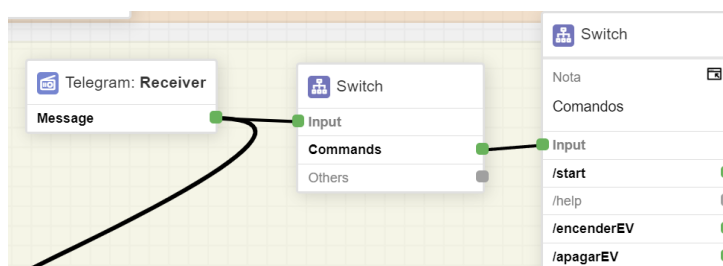 Telegram: Receiver
Message
Switch
Input
Commands
Others
Switch
Nota
Comandos
Input
/start
/help
/encenderEV
/apagarEV